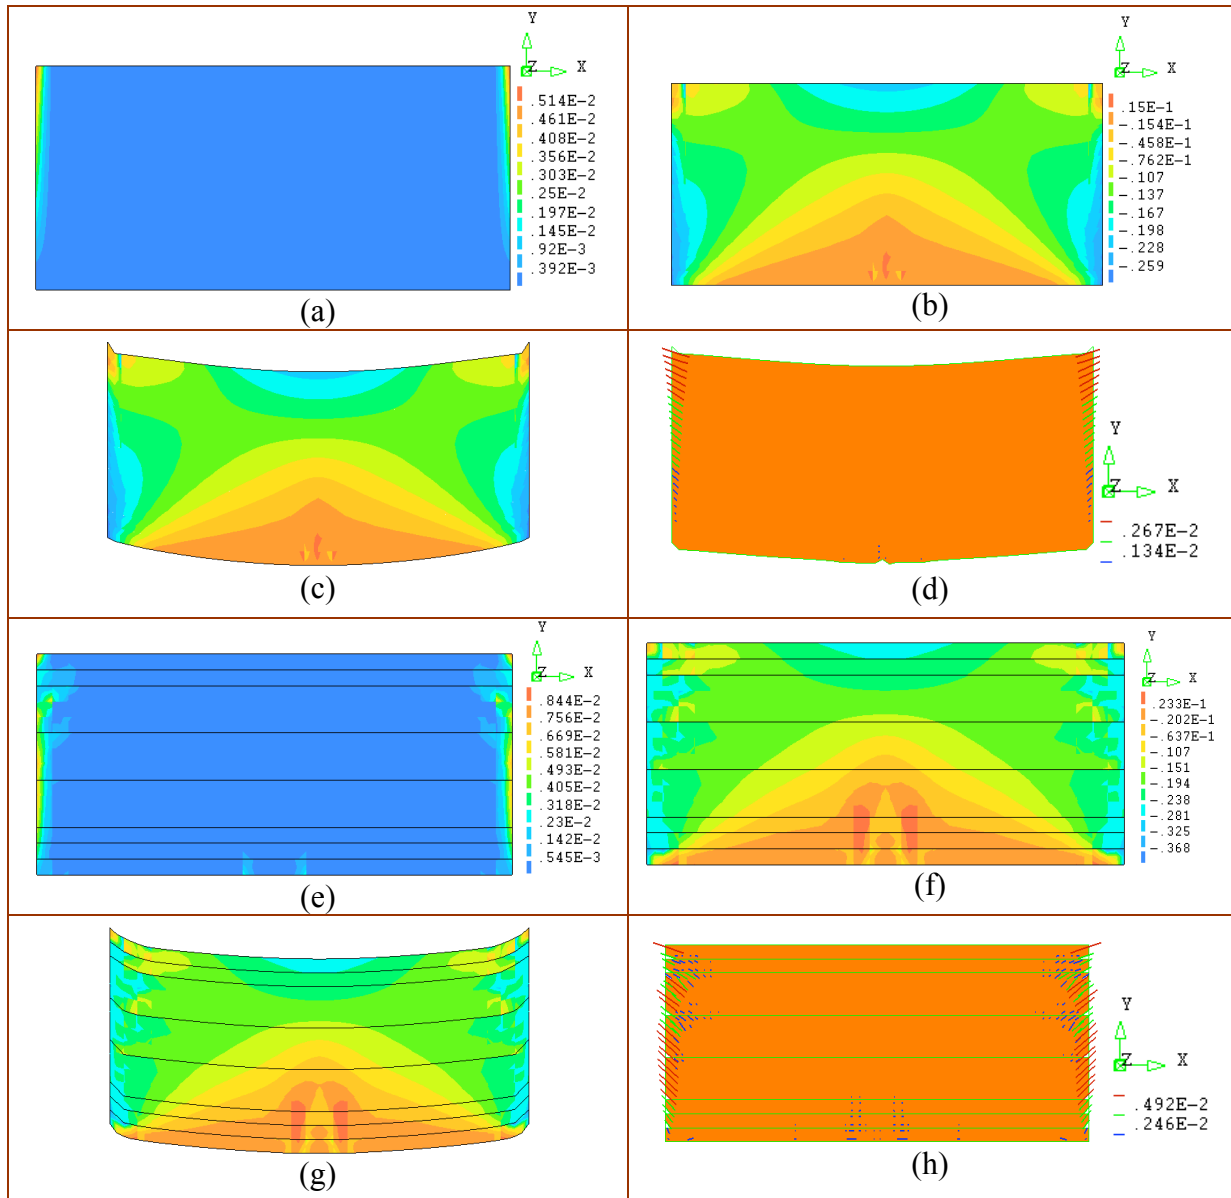 Y
Z X
.514E-2
.461E-2
.408E-2
.356E-2
.303E-2
.25E-2
.197E-2
.145E-2
.92E-3
.392E-3
(a)
Y
Z X
.15E-1
-.154E-1
-.458E-1
-.762E-1
-.107
-.137
-.167
-.198
-.228
-.259
(b)
(c)
Y
Z X
.267E-2
.134E-2
(d)
Y
Z X
.844E-2
.756E-2
.669E-2
.581E-2
.493E-2
.405E-2
.318E-2
.23E-2
.142E-2
.545E-3
(e)
Y
Z X
.233E-1
-.202E-1
-.637E-1
-.107
-.151
-.194
-.238
-.281
-.325
-.368
(f)
(g)
Y
Z X
.492E-2
.246E-2
(h)